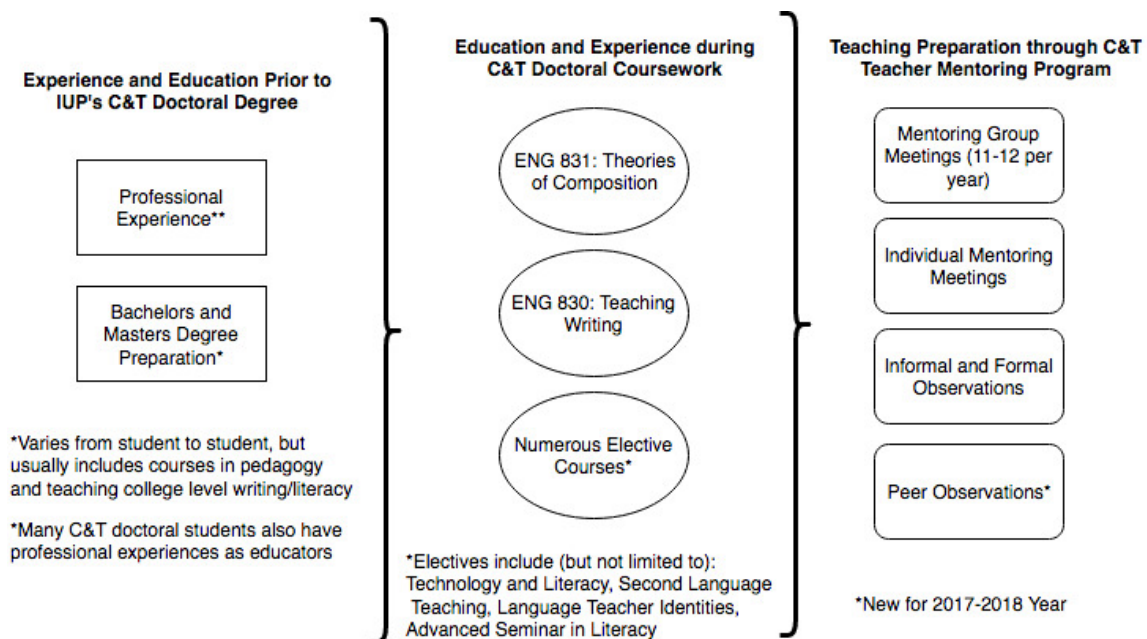 Experience and Education Prior to
IUP's C&T Doctoral Degree
Professional
Experience**
Bachelors and
Masters Degree
Preparation*
*Varies from student to student, but
usually includes courses in pedagogy
and teaching college level writing/literacy
*Many C&T doctoral students also have
professional experiences as educators
Education and Experience during
C&T Doctoral Coursework
ENG 831: Theories
of Composition
ENG 830: Teaching
Writing
Numerous Elective
Courses*
*Electives include (but not limited to):
Technology and Literacy, Second Language
Teaching, Language Teacher Identities,
Advanced Seminar in Literacy
Teaching Preparation through C&T
Teacher Mentoring Program
Mentoring Group
Meetings (11-12 per
year)
Individual Mentoring
Meetings
Informal and Formal
Observations
Peer Observations*
*New for 2017-2018 Year